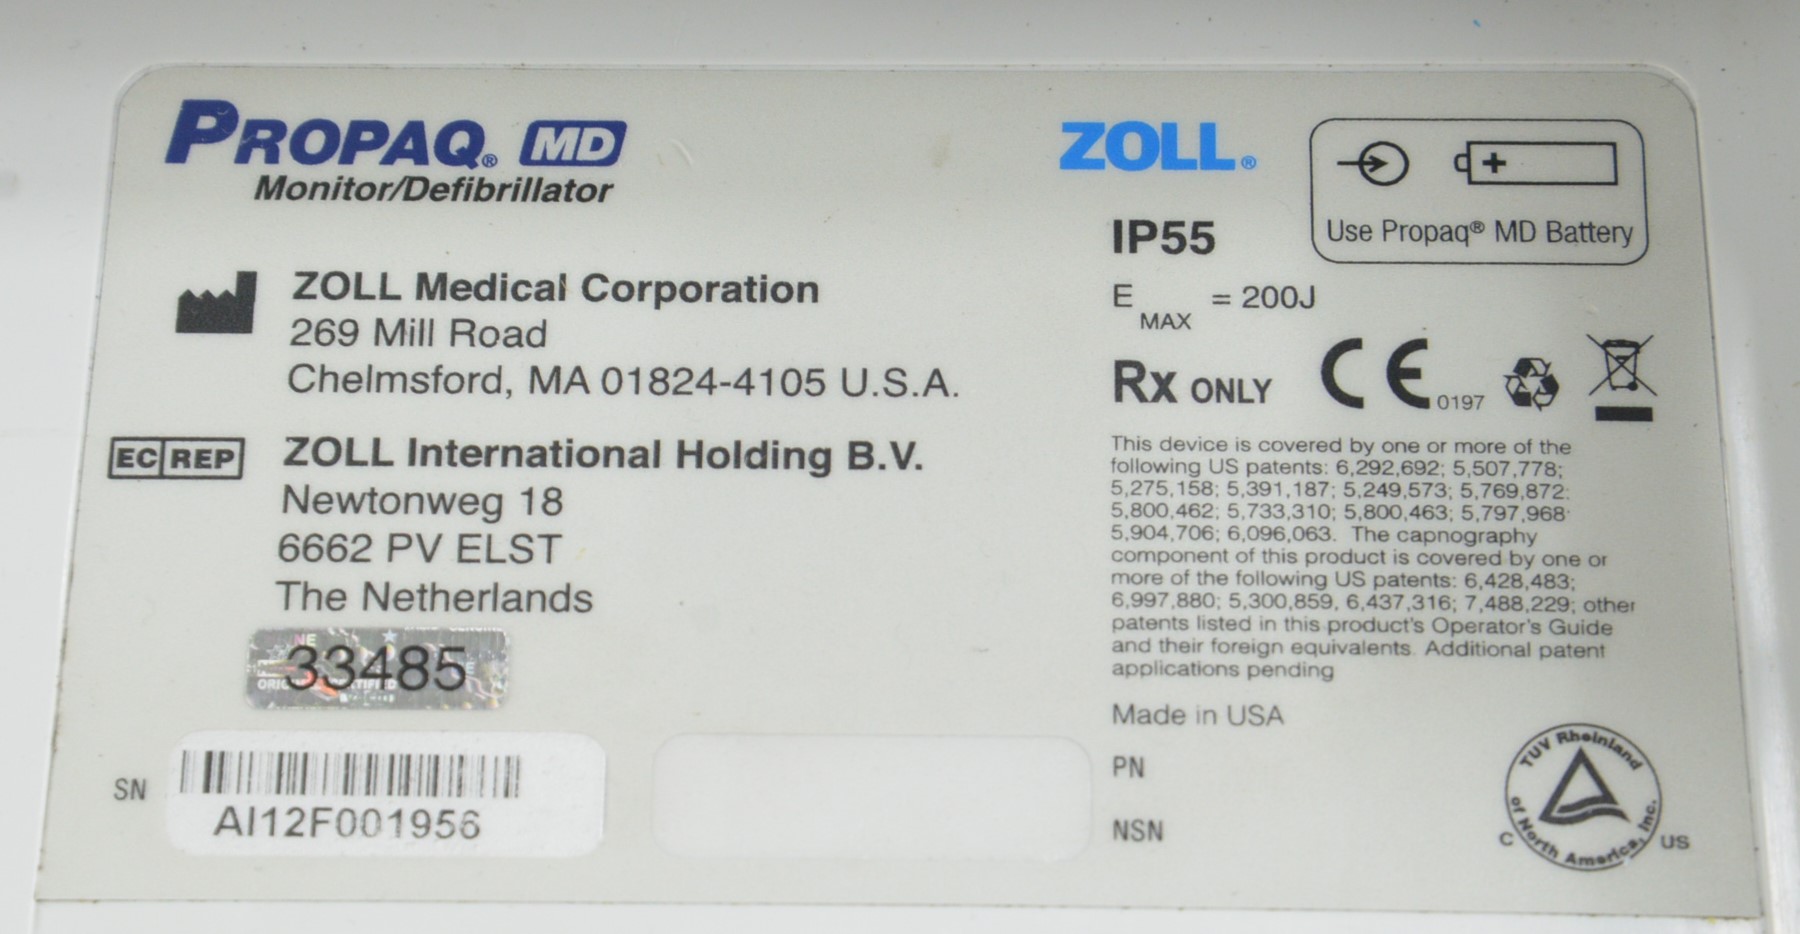 PROPAQ® MD
Monitor/Defibrillator
ZOLL Medical Corporation
269 Mill Road
Chelmsford, MA 01824-4105 U.S.A.
EC REP
ZOLL International Holding B.V.
Newtonweg 18
6662 PV ELST
The Netherlands
33485
SN
AI12F001956
ZOLL®
IP55
Use Propaq® MD Battery
E MAX = 200J
Rx ONLY
CE 0197
This device is covered by one or more of the
following US patents: 6,292,692; 5,507,778;
5,275,158; 5,391,187; 5,249,573; 5,769,872;
5,800,462; 5,733,310; 5,800,463; 5,797,968
5,904,706; 6,096,063. The capnography
component of this product is covered by one or
more of the following US patents: 6,428,483;
6,997,880; 5,300,859, 6,437,316; 7,488,229; other
patents listed in this product's Operator's Guide
and their foreign equivalents. Additional patent
applications pending
Made in USA
PN
NSN
TUV Rheinland
of North America, Inc.
C US